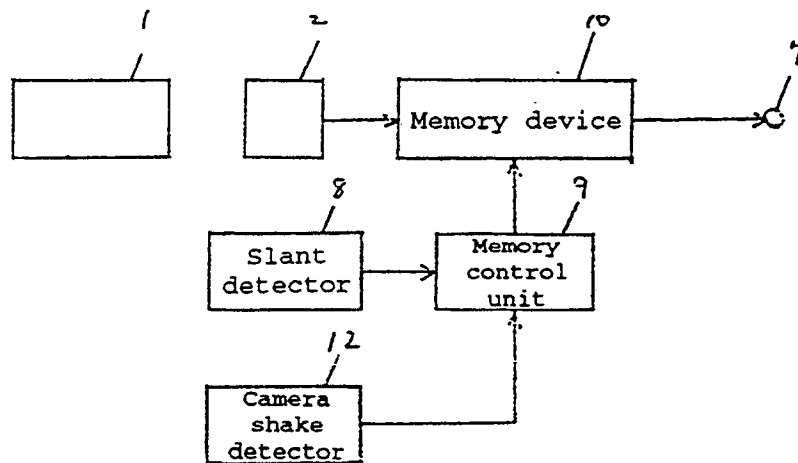 1
2
10
7
Memory device
8
9
Slant
detector
Memory
control
unit
12
Camera
shake
detector